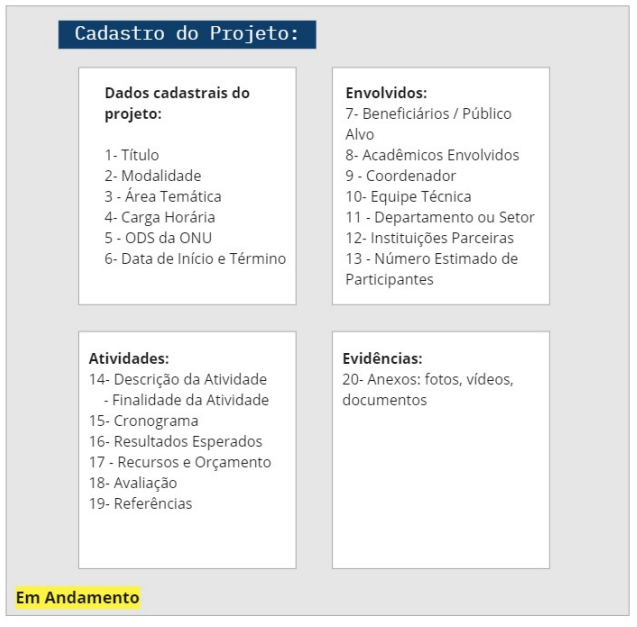 Cadastro do Projeto:
Dados cadastrais do
projeto:
1- Título
2- Modalidade
3 - Área Temática
4- Carga Horária
5 - ODS da ONU
6- Data de Início e Término
Envolvidos:
7- Beneficiários / Público
Alvo
8- Acadêmicos Envolvidos
9 - Coordenador
10- Equipe Técnica
11 - Departamento ou Setor
12- Instituições Parceiras
13 - Número Estimado de
Participantes
Atividades:
14- Descrição da Atividade
- Finalidade da Atividade
15- Cronograma
16- Resultados Esperados
17 - Recursos e Orçamento
18- Avaliação
19- Referências
Evidências:
20- Anexos: fotos, vídeos,
documentos
Em Andamento